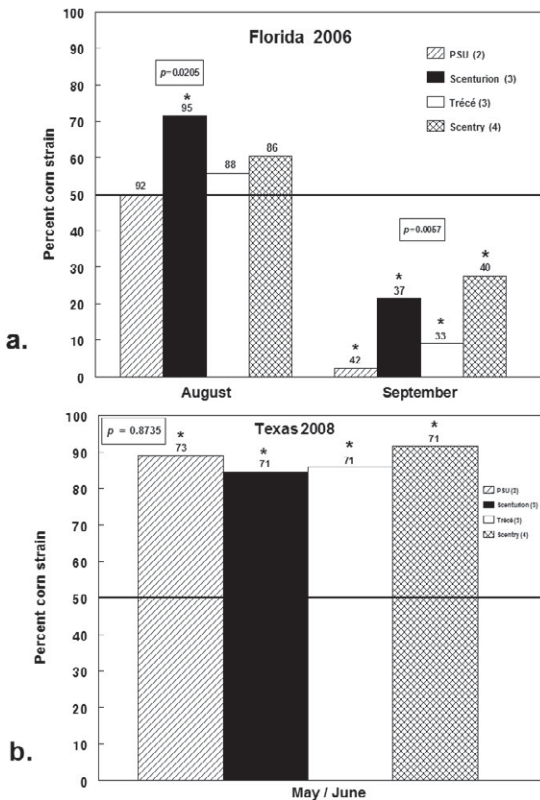 Florida 2006
PSU (2)
Scenturion (3)
Trécé (3)
Scentry (4)
Percent corn strain
100
90
80
70
60
50
40
30
20
10
0
p=0.0205
*
95
92
88
86
p=0.0057
*
42
*
37
*
33
*
40
August
September
a.
Texas 2008
p = 0.8735
PSU (2)
Scenturion (3)
Trécé (3)
Scentry (4)
Percent corn strain
100
90
80
70
60
50
40
30
20
10
0
*
73
*
71
*
71
*
71
May / June
b.